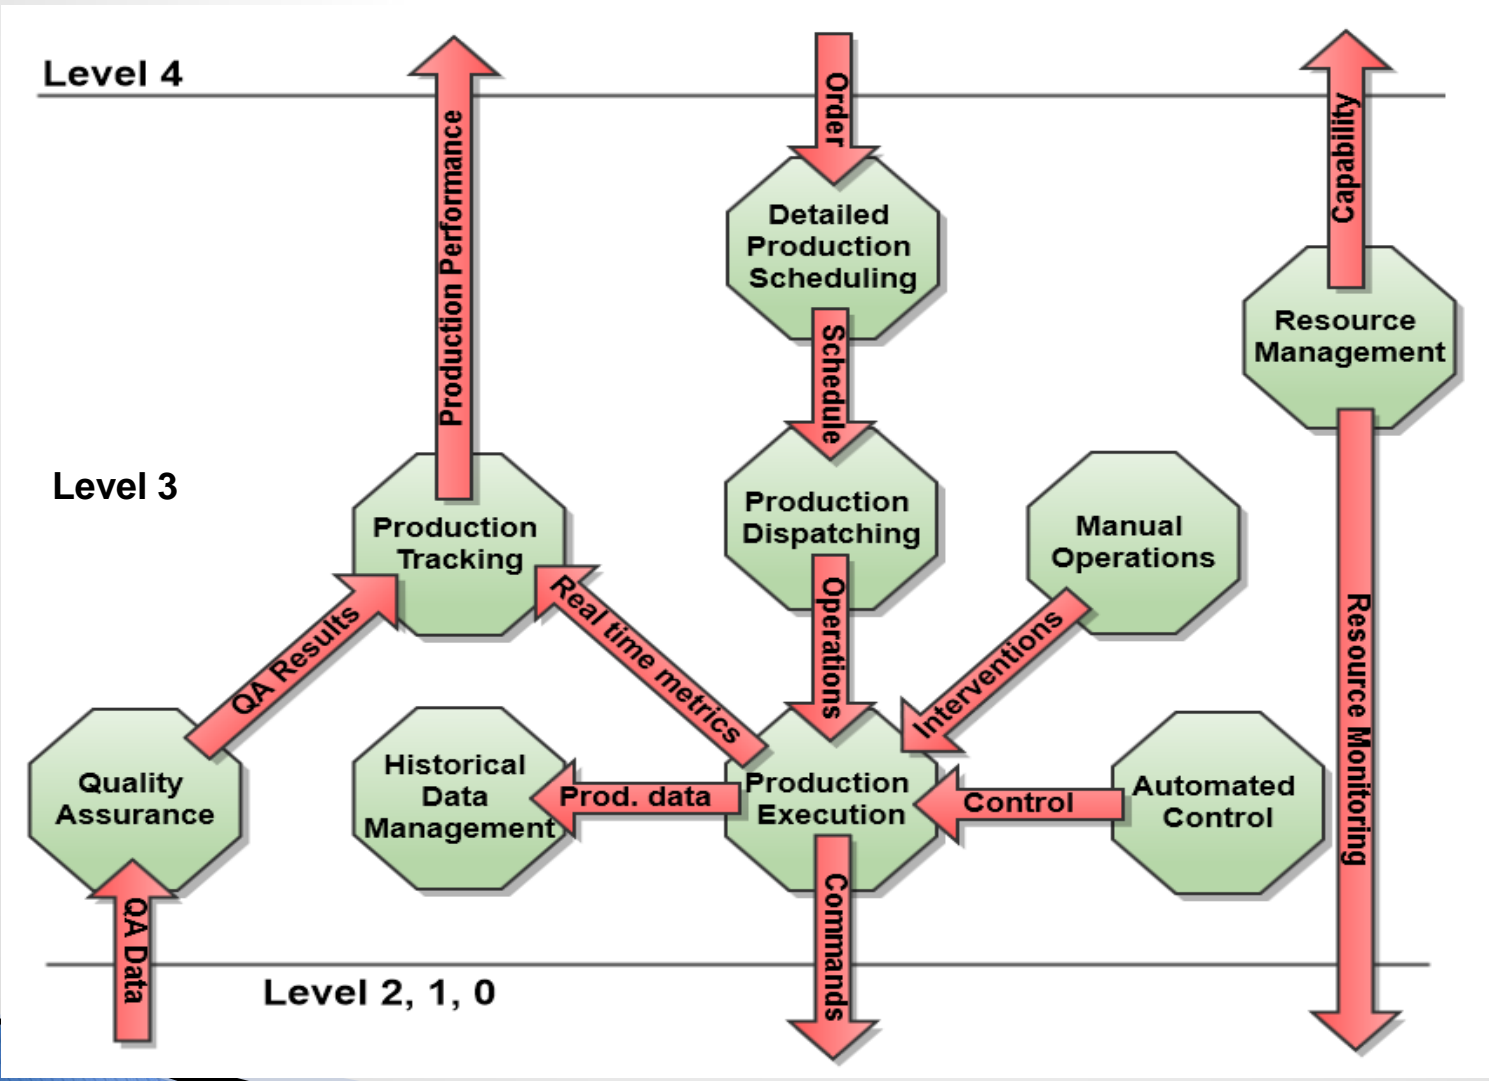 Level 4
Production Performance
Order
Capability
Detailed
Production
Scheduling
Resource
Management
Schedule
Level 3
Production
Tracking
Production
Dispatching
Manual
Operations
QA Results
Real time metrics
Operations
Interventions
Resource Monitoring
Quality
Assurance
Historical
Data
Management
Prod. data
Production
Execution
Control
Automated
Control
QA Data
Commands
Level 2, 1, 0